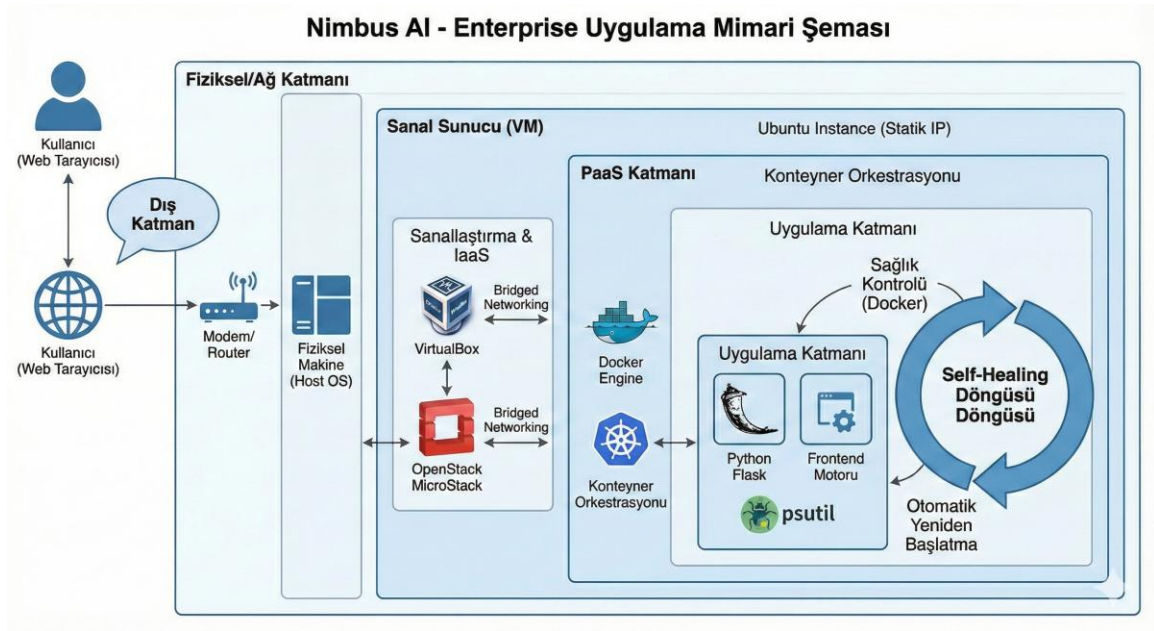 Nimbus AI - Enterprise Uygulama Mimari Şeması
Fiziksel/Ağ Katmanı
Kullanıcı
(Web Tarayıcısı)
Dış
Katman
Kullanıcı
(Web Tarayıcısı)
Modem/
Router
Fiziksel
Makine
(Host OS)
Sanal Sunucu (VM)
Ubuntu Instance (Statik IP)
Sanallaştırma &
IaaS
VirtualBox
Bridged
Networking
OpenStack
MicroStack
Bridged
Networking
PaaS Katmanı
Konteyner Orkestrasyonu
Docker
Engine
Konteyner
Orkestrasyonu
Uygulama Katmanı
Sağlık
Kontrolü
(Docker)
Uygulama Katmanı
Python
Flask
Frontend
Motoru
psutil
Self-Healing
Döngüsü
Döngüsü
Otomatik
Yeniden
Başlatma